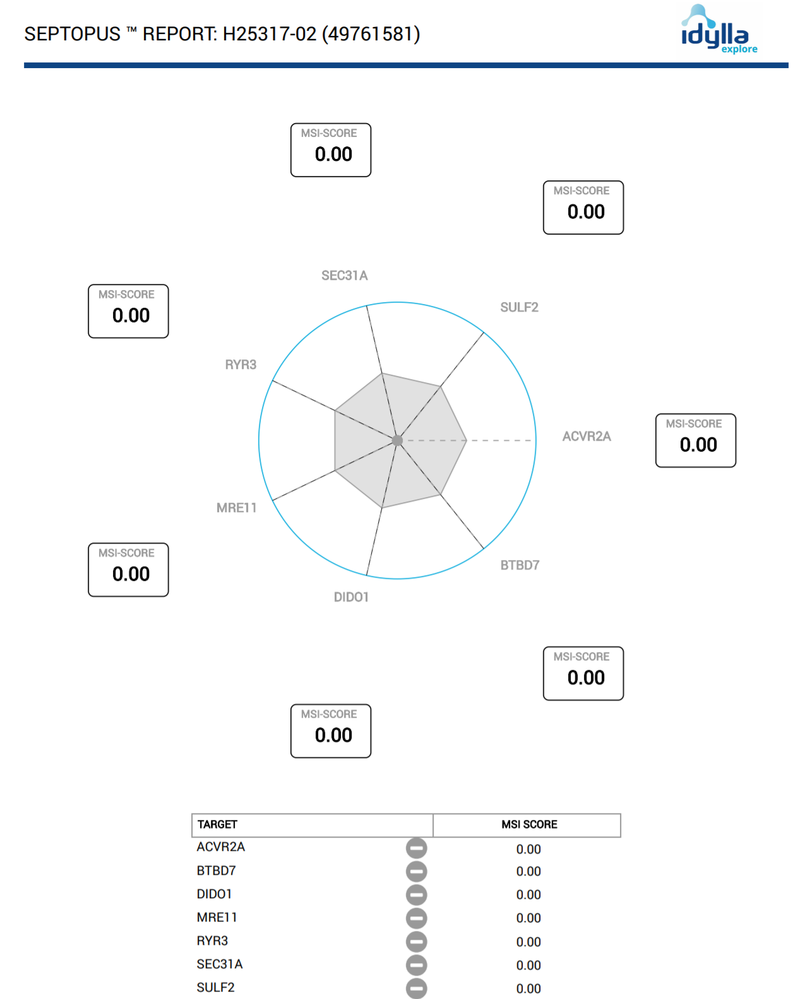 SEPTOPUS ™ REPORT: H25317-02 (49761581)
idylla
explore
MSI-SCORE
0.00
MSI-SCORE
0.00
SEC31A
MSI-SCORE
0.00
SULF2
RYR3
MSI-SCORE
0.00
ACVR2A
MRE11
MSI-SCORE
0.00
BTBD7
DIDO1
MSI-SCORE
0.00
MSI-SCORE
0.00
TARGET MSI SCORE
ACVR2A 0.00
BTBD7 0.00
DIDO1 0.00
MRE11 0.00
RYR3 0.00
SEC31A 0.00
SULF2 0.00